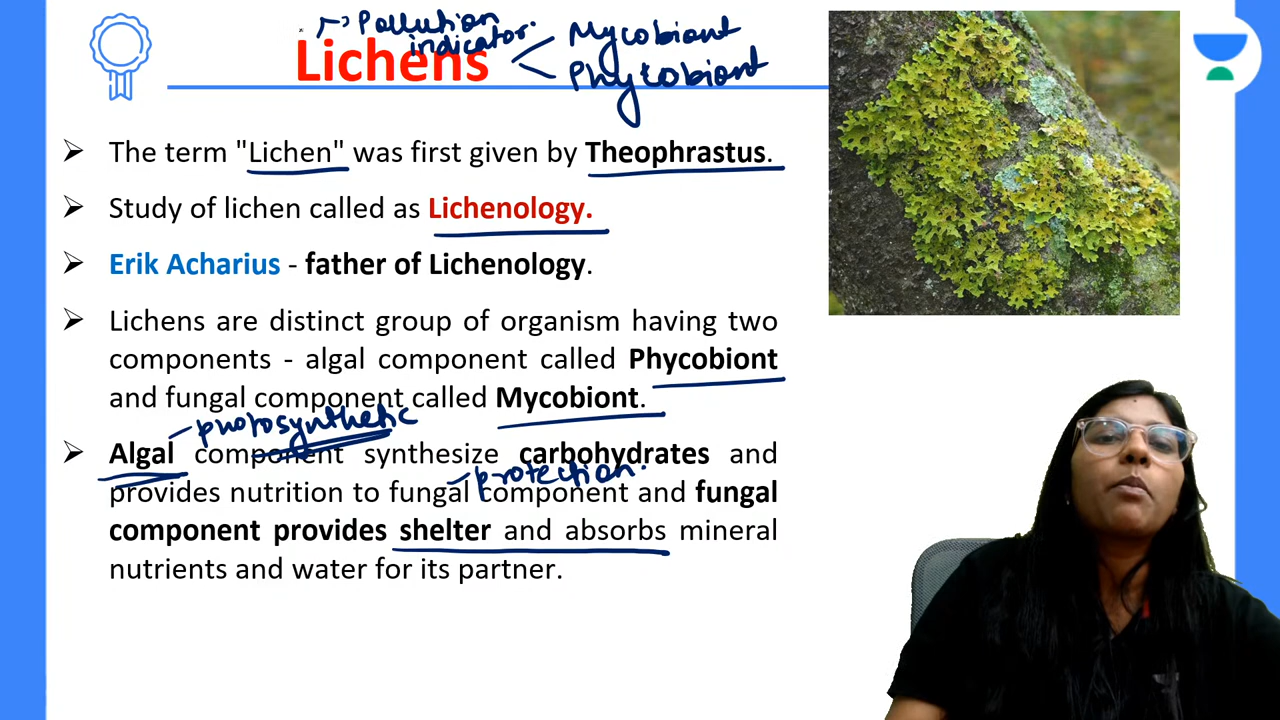 -> Pollution
indicator.
Mycobiont
Phycobiont
Lichens
➢ The term "Lichen" was first given by Theophrastus.
➢ Study of lichen called as Lichenology.
➢ Erik Acharius - father of Lichenology.
➢ Lichens are distinct group of organism having two
components - algal component called Phycobiont
and fungal component called Mycobiont.
photosynthetic
➢ Algal component synthesize carbohydrates and
protection.
provides nutrition to fungal component and fungal
component provides shelter and absorbs mineral
nutrients and water for its partner.